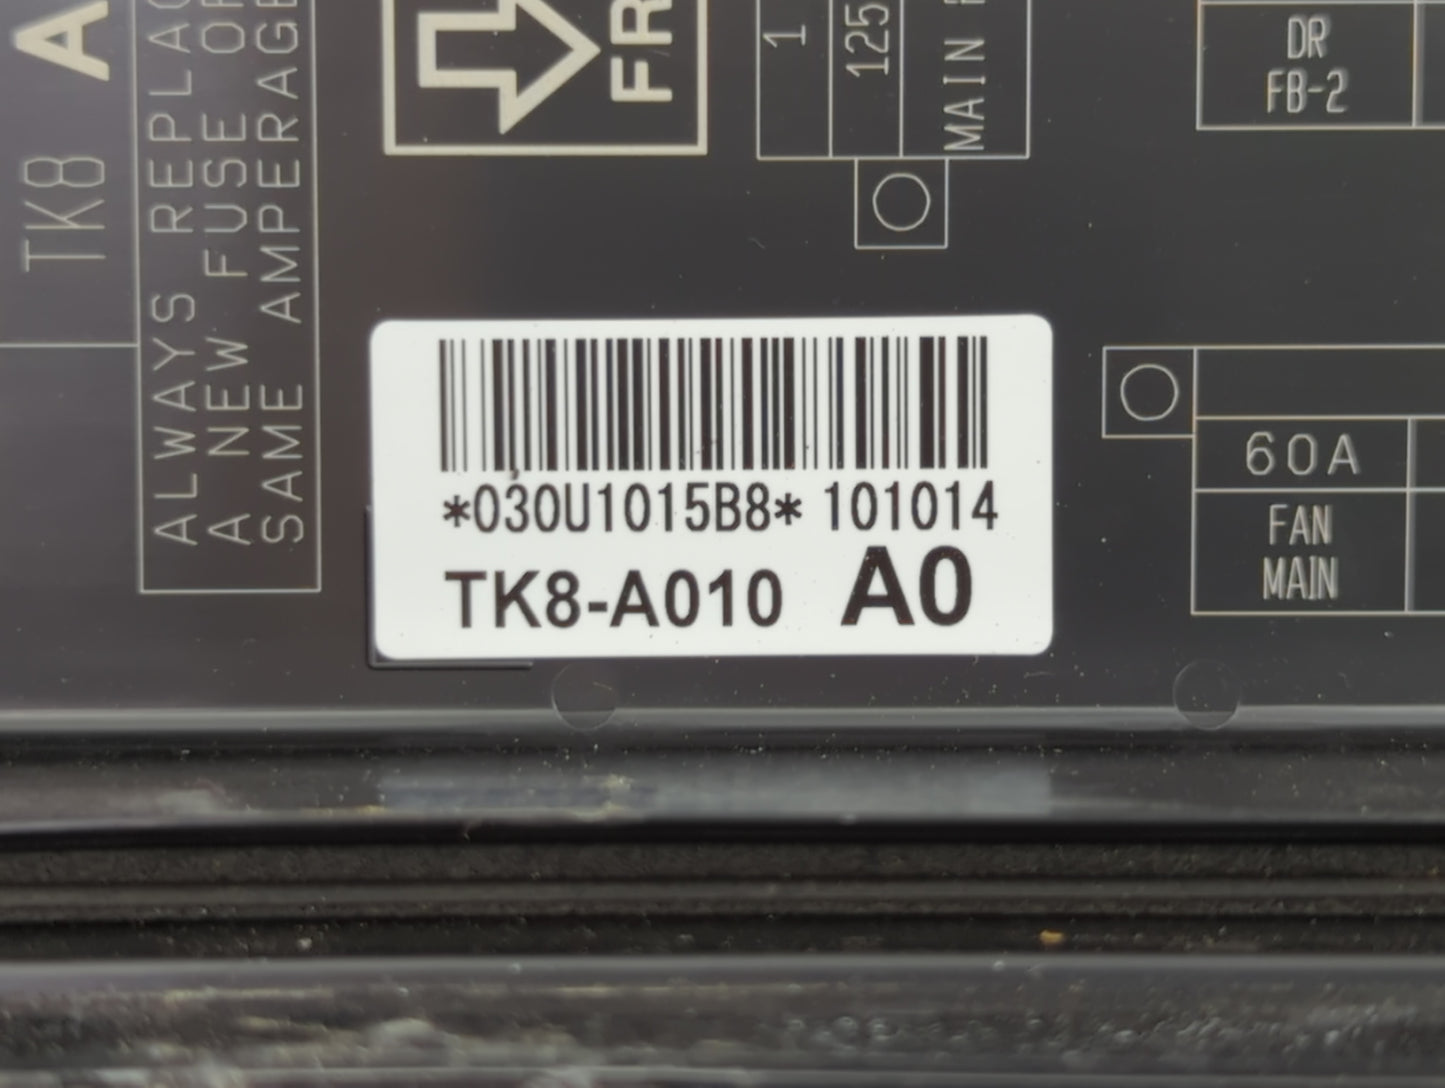 TK8 A
ALWAYS REPLAC
A NEW FUSE OF
SAME AMPERAGE
FR
1
125
MAIN
DR
FB-2
*030U1015B8* 101014
TK8-A010 A0
60A
FAN
MAIN